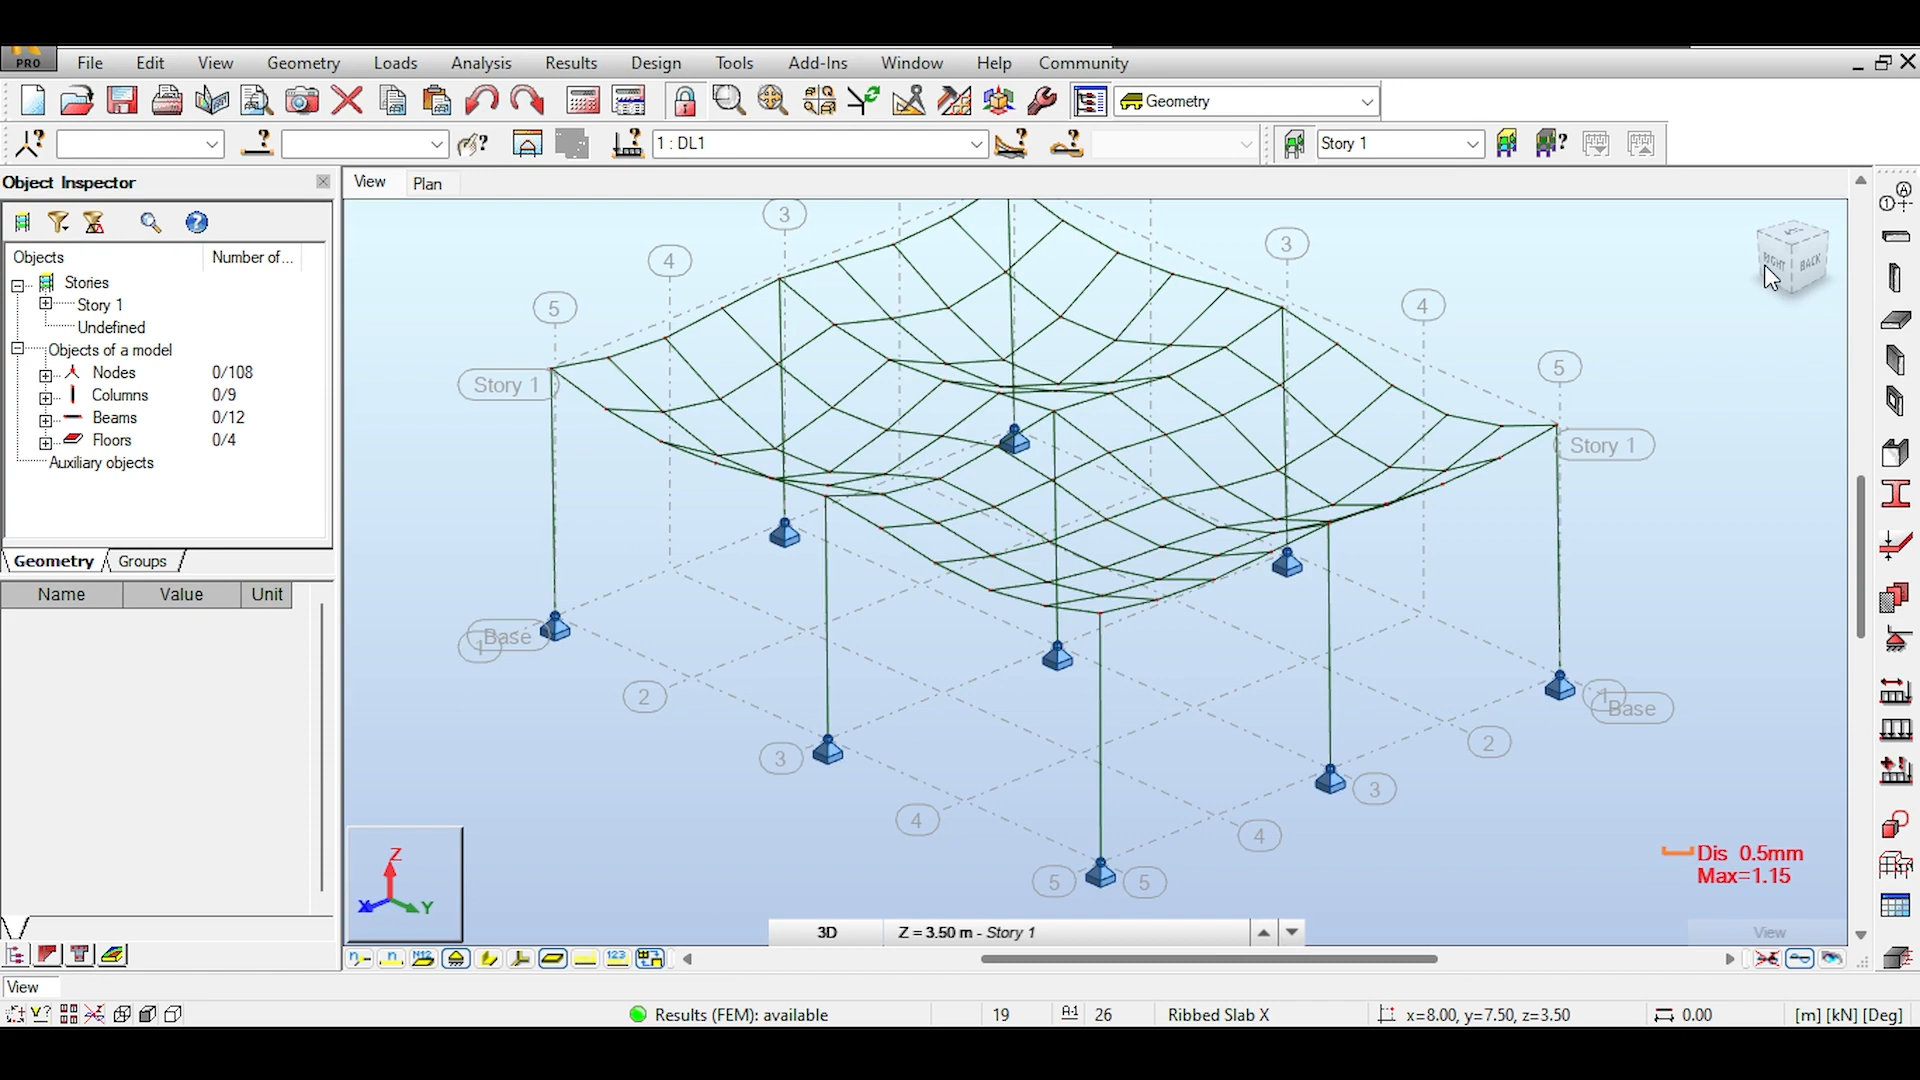 PRO File Edit View Geometry Loads Analysis Results Design Tools Add-Ins Window Help Community
Geometry
1 : DL1 Story 1
Object Inspector
View Plan
Objects Number of...
Stories
Story 1
Undefined
Objects of a model
Nodes 0/108
Columns 0/9
Beams 0/12
Floors 0/4
Auxiliary objects
Geometry Groups
Name Value Unit
3
4 3
5 4
5
Story 1
Story 1
RIGHT BACK
Base
1
1
Base
2
2
3
3
4
4
5 5
Z
X Y
Dis 0.5mm
Max=1.15
3D Z = 3.50 m - Story 1
View
View
Results (FEM): available 19 26 Ribbed Slab X x=8.00, y=7.50, z=3.50 0.00 [m] [kN] [Deg]